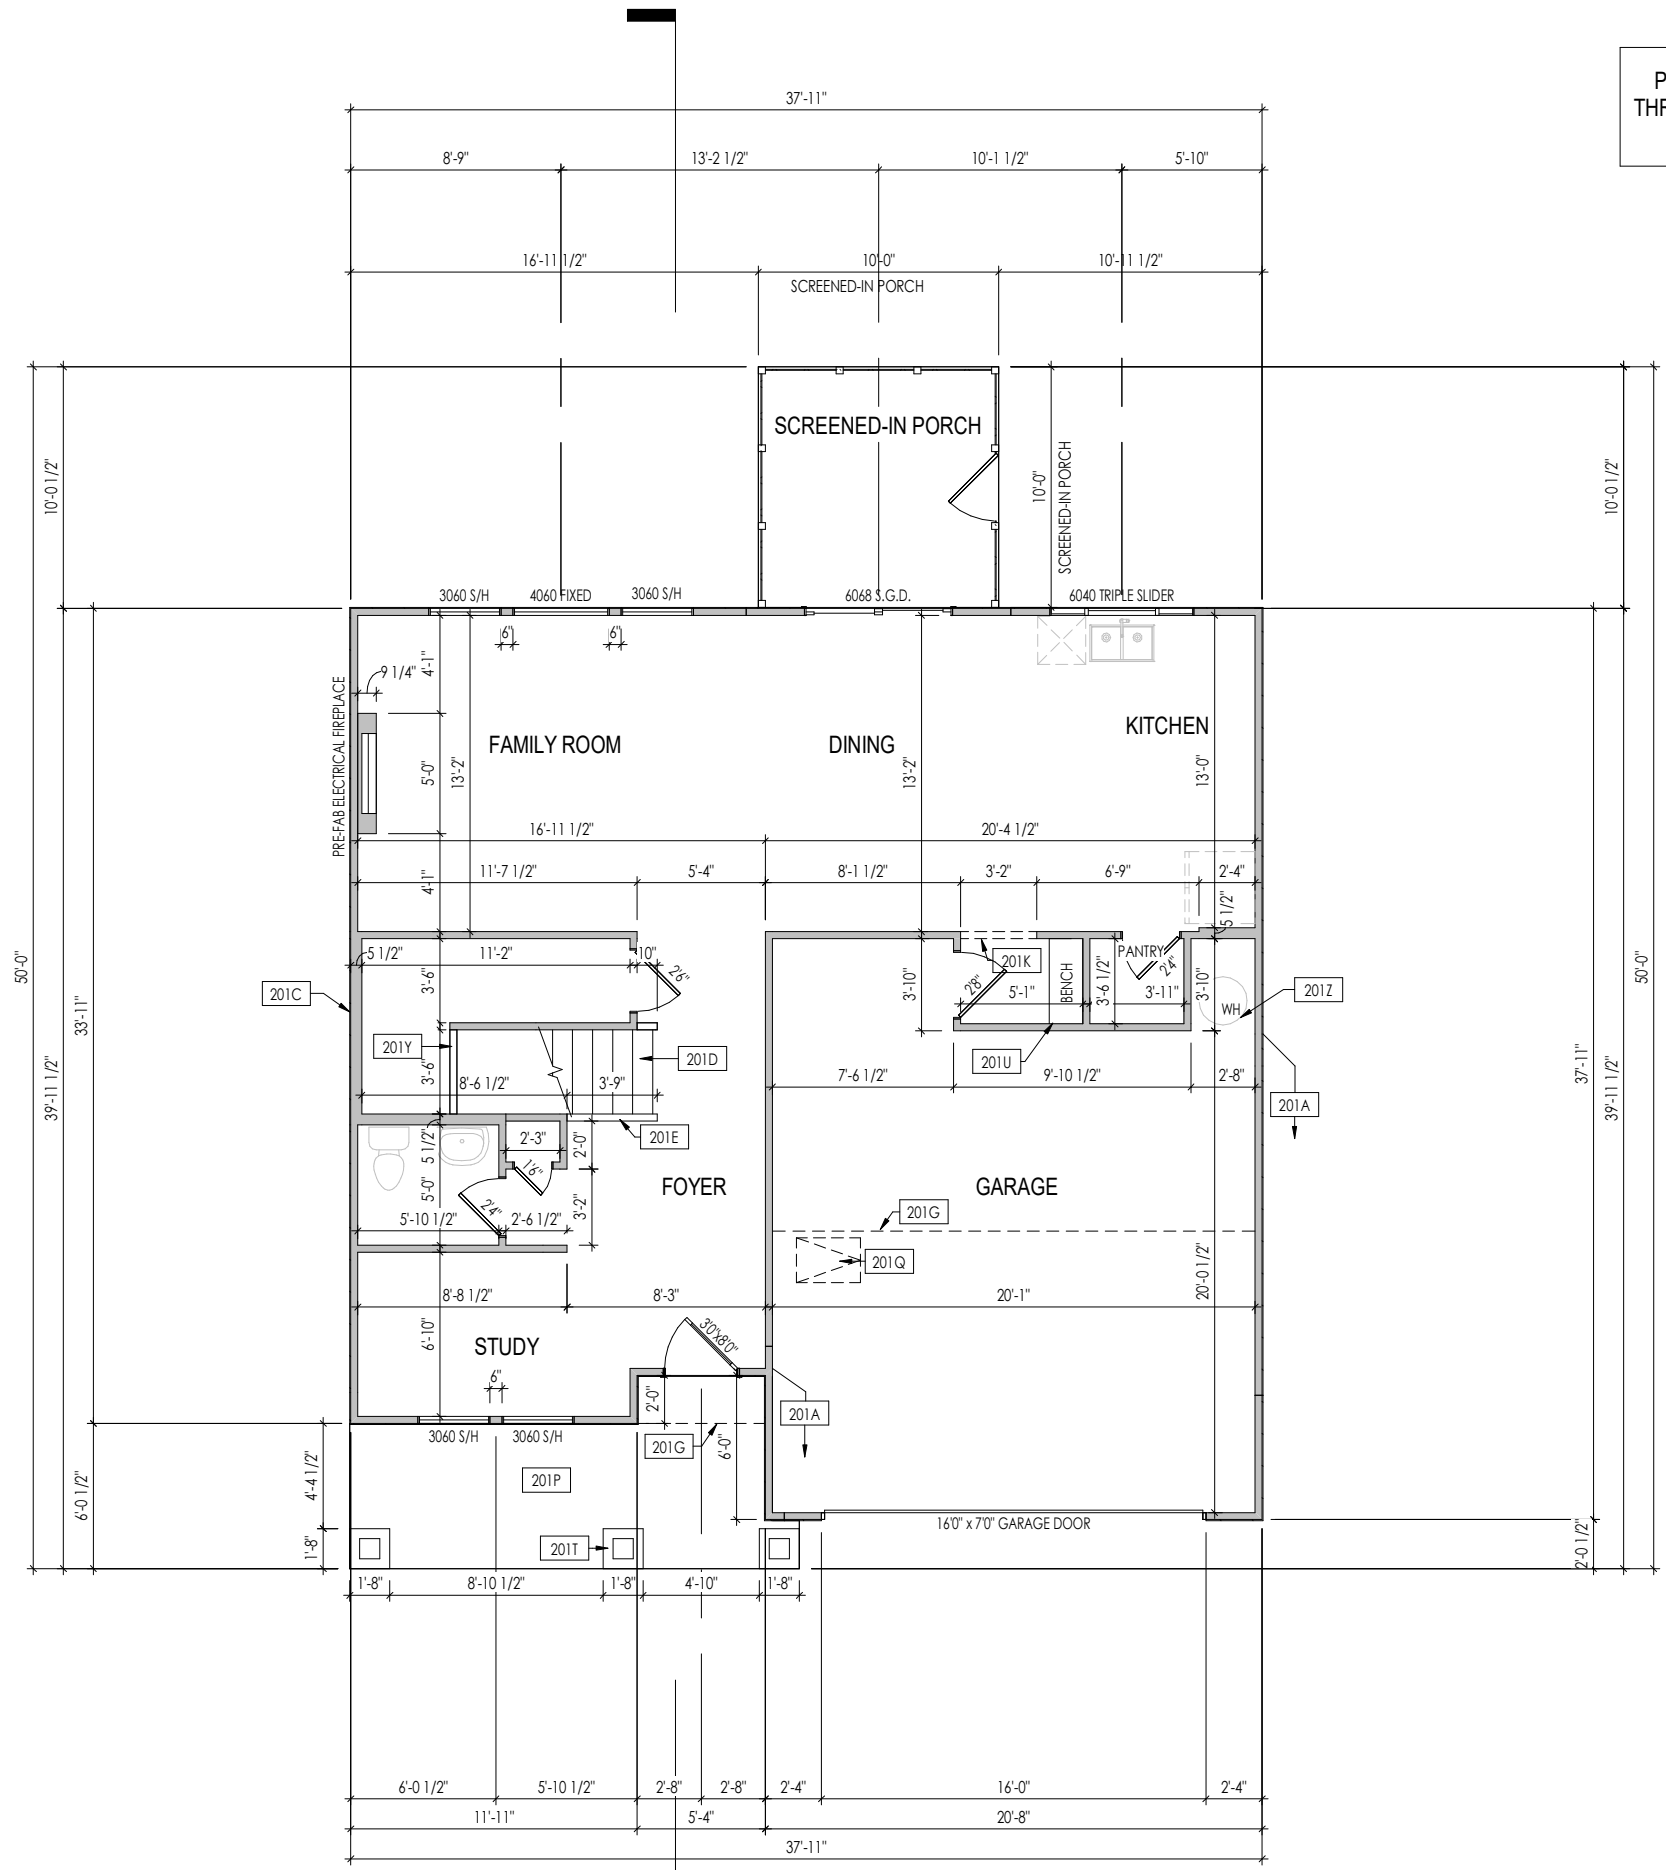 P
THR
37'-11"
8'-9"
13'-2 1/2"
10'-1 1/2"
5'-10"
16'-11 1/2"
10'-0"
10'-11 1/2"
SCREENED-IN PORCH
SCREENED-IN PORCH
10'-0 1/2"
10'-0"
SCREENED-IN PORCH
10'-0 1/2"
3060 S/H
4060 FIXED
3060 S/H
6068 S.G.D.
6040 TRIPLE SLIDER
6"
6"
4'-1"
9 1/4"
PRE-FAB ELECTRICAL FIREPLACE
FAMILY ROOM
DINING
KITCHEN
5'-0"
13'-2"
13'-2"
13'-0"
16'-11 1/2"
20'-4 1/2"
4'-1"
11'-7 1/2"
5'-4"
8'-1 1/2"
3'-2"
6'-9"
2'-4"
5 1/2"
5 1/2"
11'-2"
10"
201K
PANTRY
50'-0"
50'-0"
3'-6"
2'6"
3'-10"
2'8"
5'-1"
BENCH
3'-6 1/2"
2'4"
3'-11"
3'-10"
WH
201Z
201C
33'-11"
39'-11 1/2"
201Y
201D
201U
3'-6"
8'-6 1/2"
3'-9"
7'-6 1/2"
9'-10 1/2"
2'-8"
37'-11"
39'-11 1/2"
201A
5 1/2"
2'-3"
2'-0"
201E
1'6"
5'-0"
FOYER
GARAGE
2'4"
3'-2"
5'-10 1/2"
2'-6 1/2"
201G
201Q
20'-0 1/2"
8'-8 1/2"
8'-3"
20'-1"
6'-10"
STUDY
3'0"x8'0"
6"
2'-0"
201A
3060 S/H
3060 S/H
201G
6'-0"
6'-0 1/2"
4'-4 1/2"
201P
16'0" x 7'0" GARAGE DOOR
1'-8"
201T
2'-0 1/2"
1'-8"
8'-10 1/2"
1'-8"
4'-10"
1'-8"
6'-0 1/2"
5'-10 1/2"
2'-8"
2'-8"
2'-4"
16'-0"
2'-4"
11'-11"
5'-4"
20'-8"
37'-11"